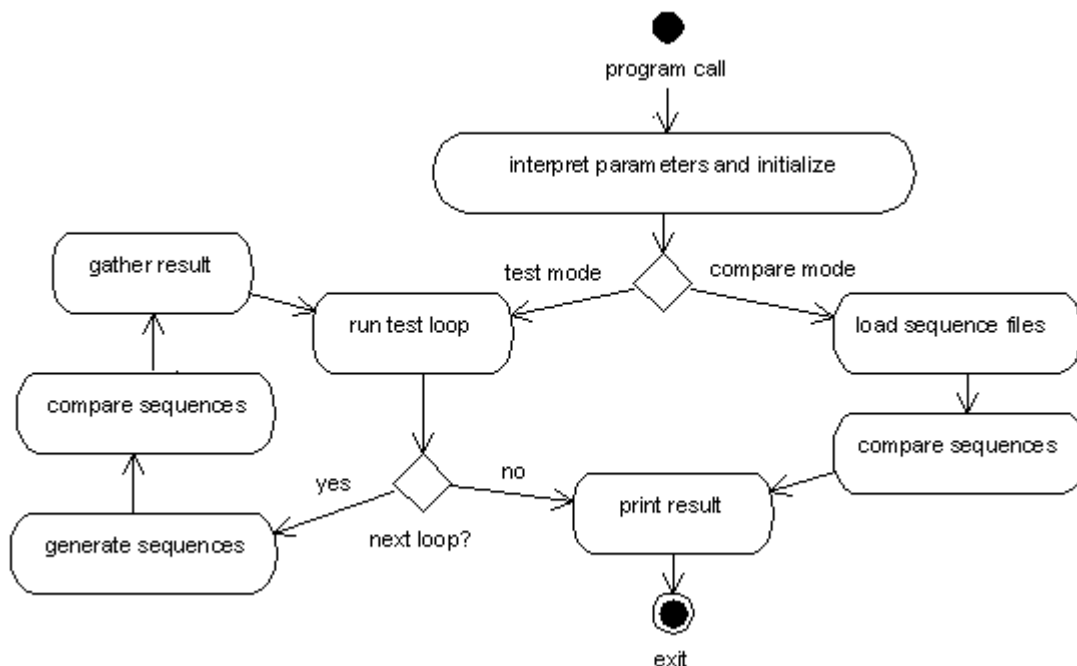 program call
interpret parameters and initialize
test mode
compare mode
gather result
run test loop
load sequence files
compare sequences
compare sequences
yes
no
next loop?
generate sequences
print result
exit